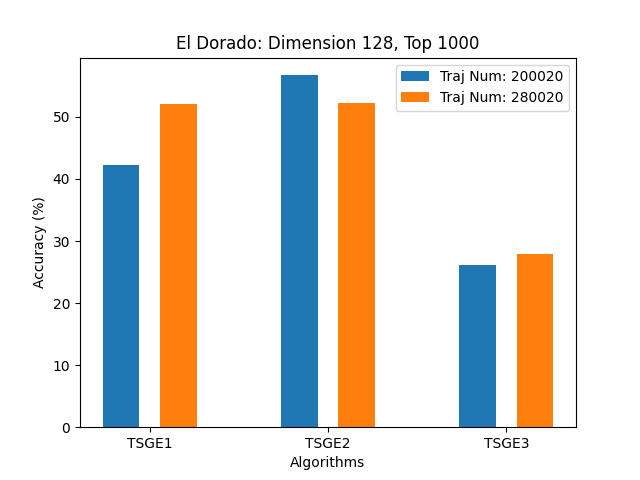 El Dorado: Dimension 128, Top 1000
Traj Num: 200020
Traj Num: 280020
Accuracy (%)
50
40
30
20
10
0
TSGE1
TSGE2
TSGE3
Algorithms